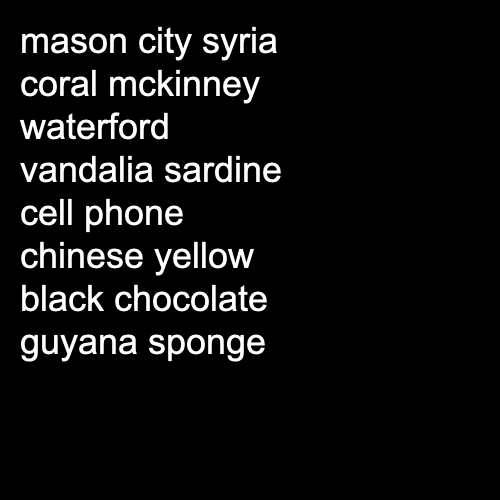 mason city syria
coral mckinney
waterford
vandalia sardine
cell phone
chinese yellow
black chocolate
guyana sponge